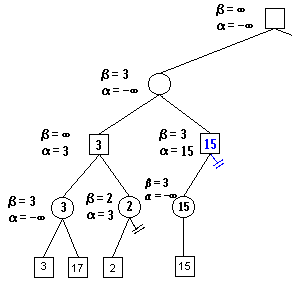 β = ∞
α = −∞
β = 3
α = −∞
β = ∞
α = 3
3
β = 3
α = 15
15
β = 3
α = −∞
3
β = 2
α = 3
2
β = 3
α = −∞
15
3
17
2
15